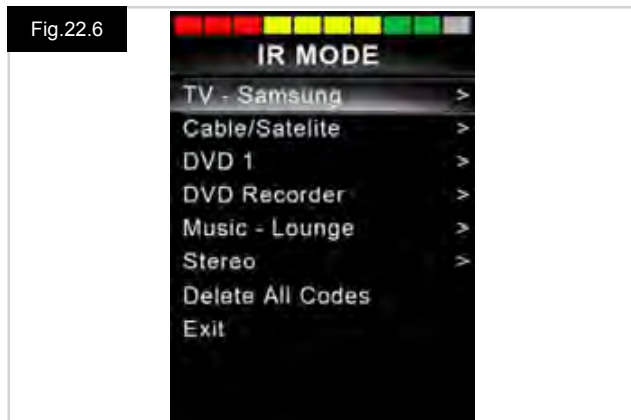 Fig.22.6
IR MODE
TV - Samsung >
Cable/Satelite >
DVD 1 >
DVD Recorder >
Music - Lounge >
Stereo >
Delete All Codes
Exit